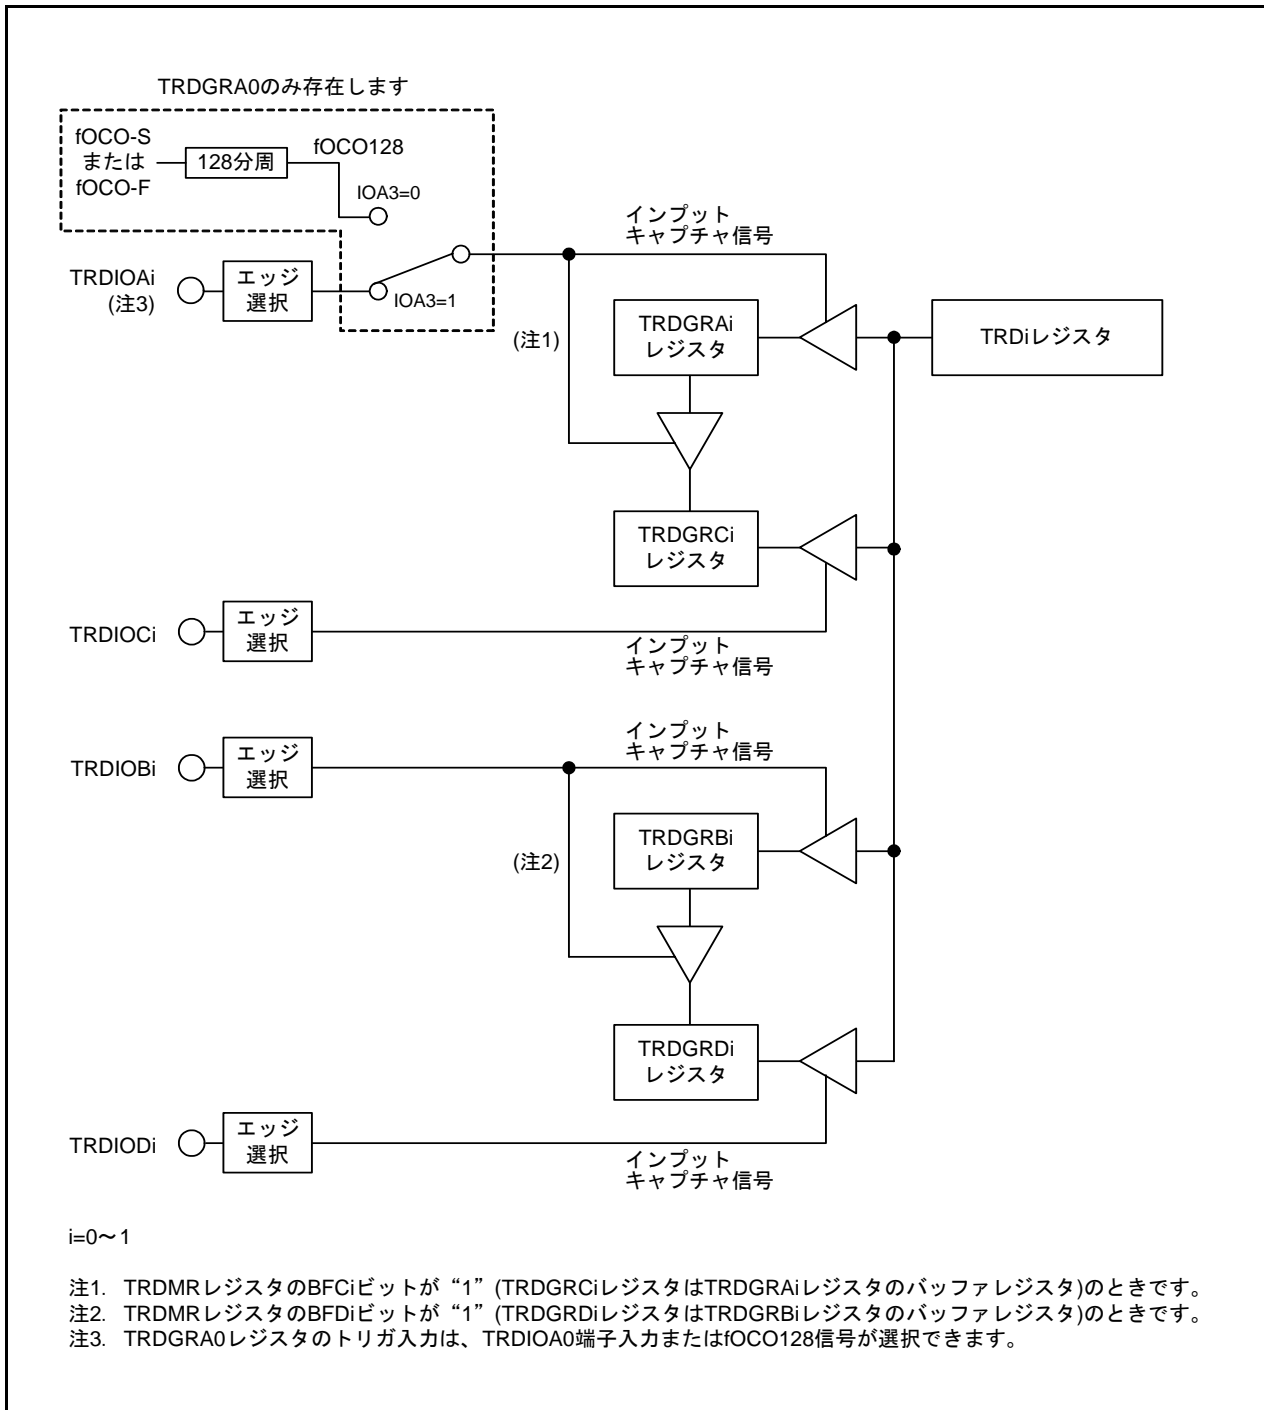 TRDGRA0のみ存在します
fOCO-S
または
fOCO-F
128分周
fOCO128
IOA3=0
インプット
キャプチャ信号
TRDIOAi
(注3)
エッジ
選択
IOA3=1
(注1)
TRDGRAi
レジスタ
TRDiレジスタ
TRDGRCi
レジスタ
TRDIOCi
エッジ
選択
インプット
キャプチャ信号
インプット
キャプチャ信号
TRDIOBi
エッジ
選択
(注2)
TRDGRBi
レジスタ
TRDGRDi
レジスタ
TRDIODi
エッジ
選択
インプット
キャプチャ信号
i=0～1
注1. TRDMRレジスタのBFCiビットが“1”(TRDGRCiレジスタはTRDGRAiレジスタのバッファレジスタ)のときです。
注2. TRDMRレジスタのBFDiビットが“1”(TRDGRDiレジスタはTRDGRBiレジスタのバッファレジスタ)のときです。
注3. TRDGRA0レジスタのトリガ入力は、TRDIOA0端子入力またはfOCO128信号が選択できます。